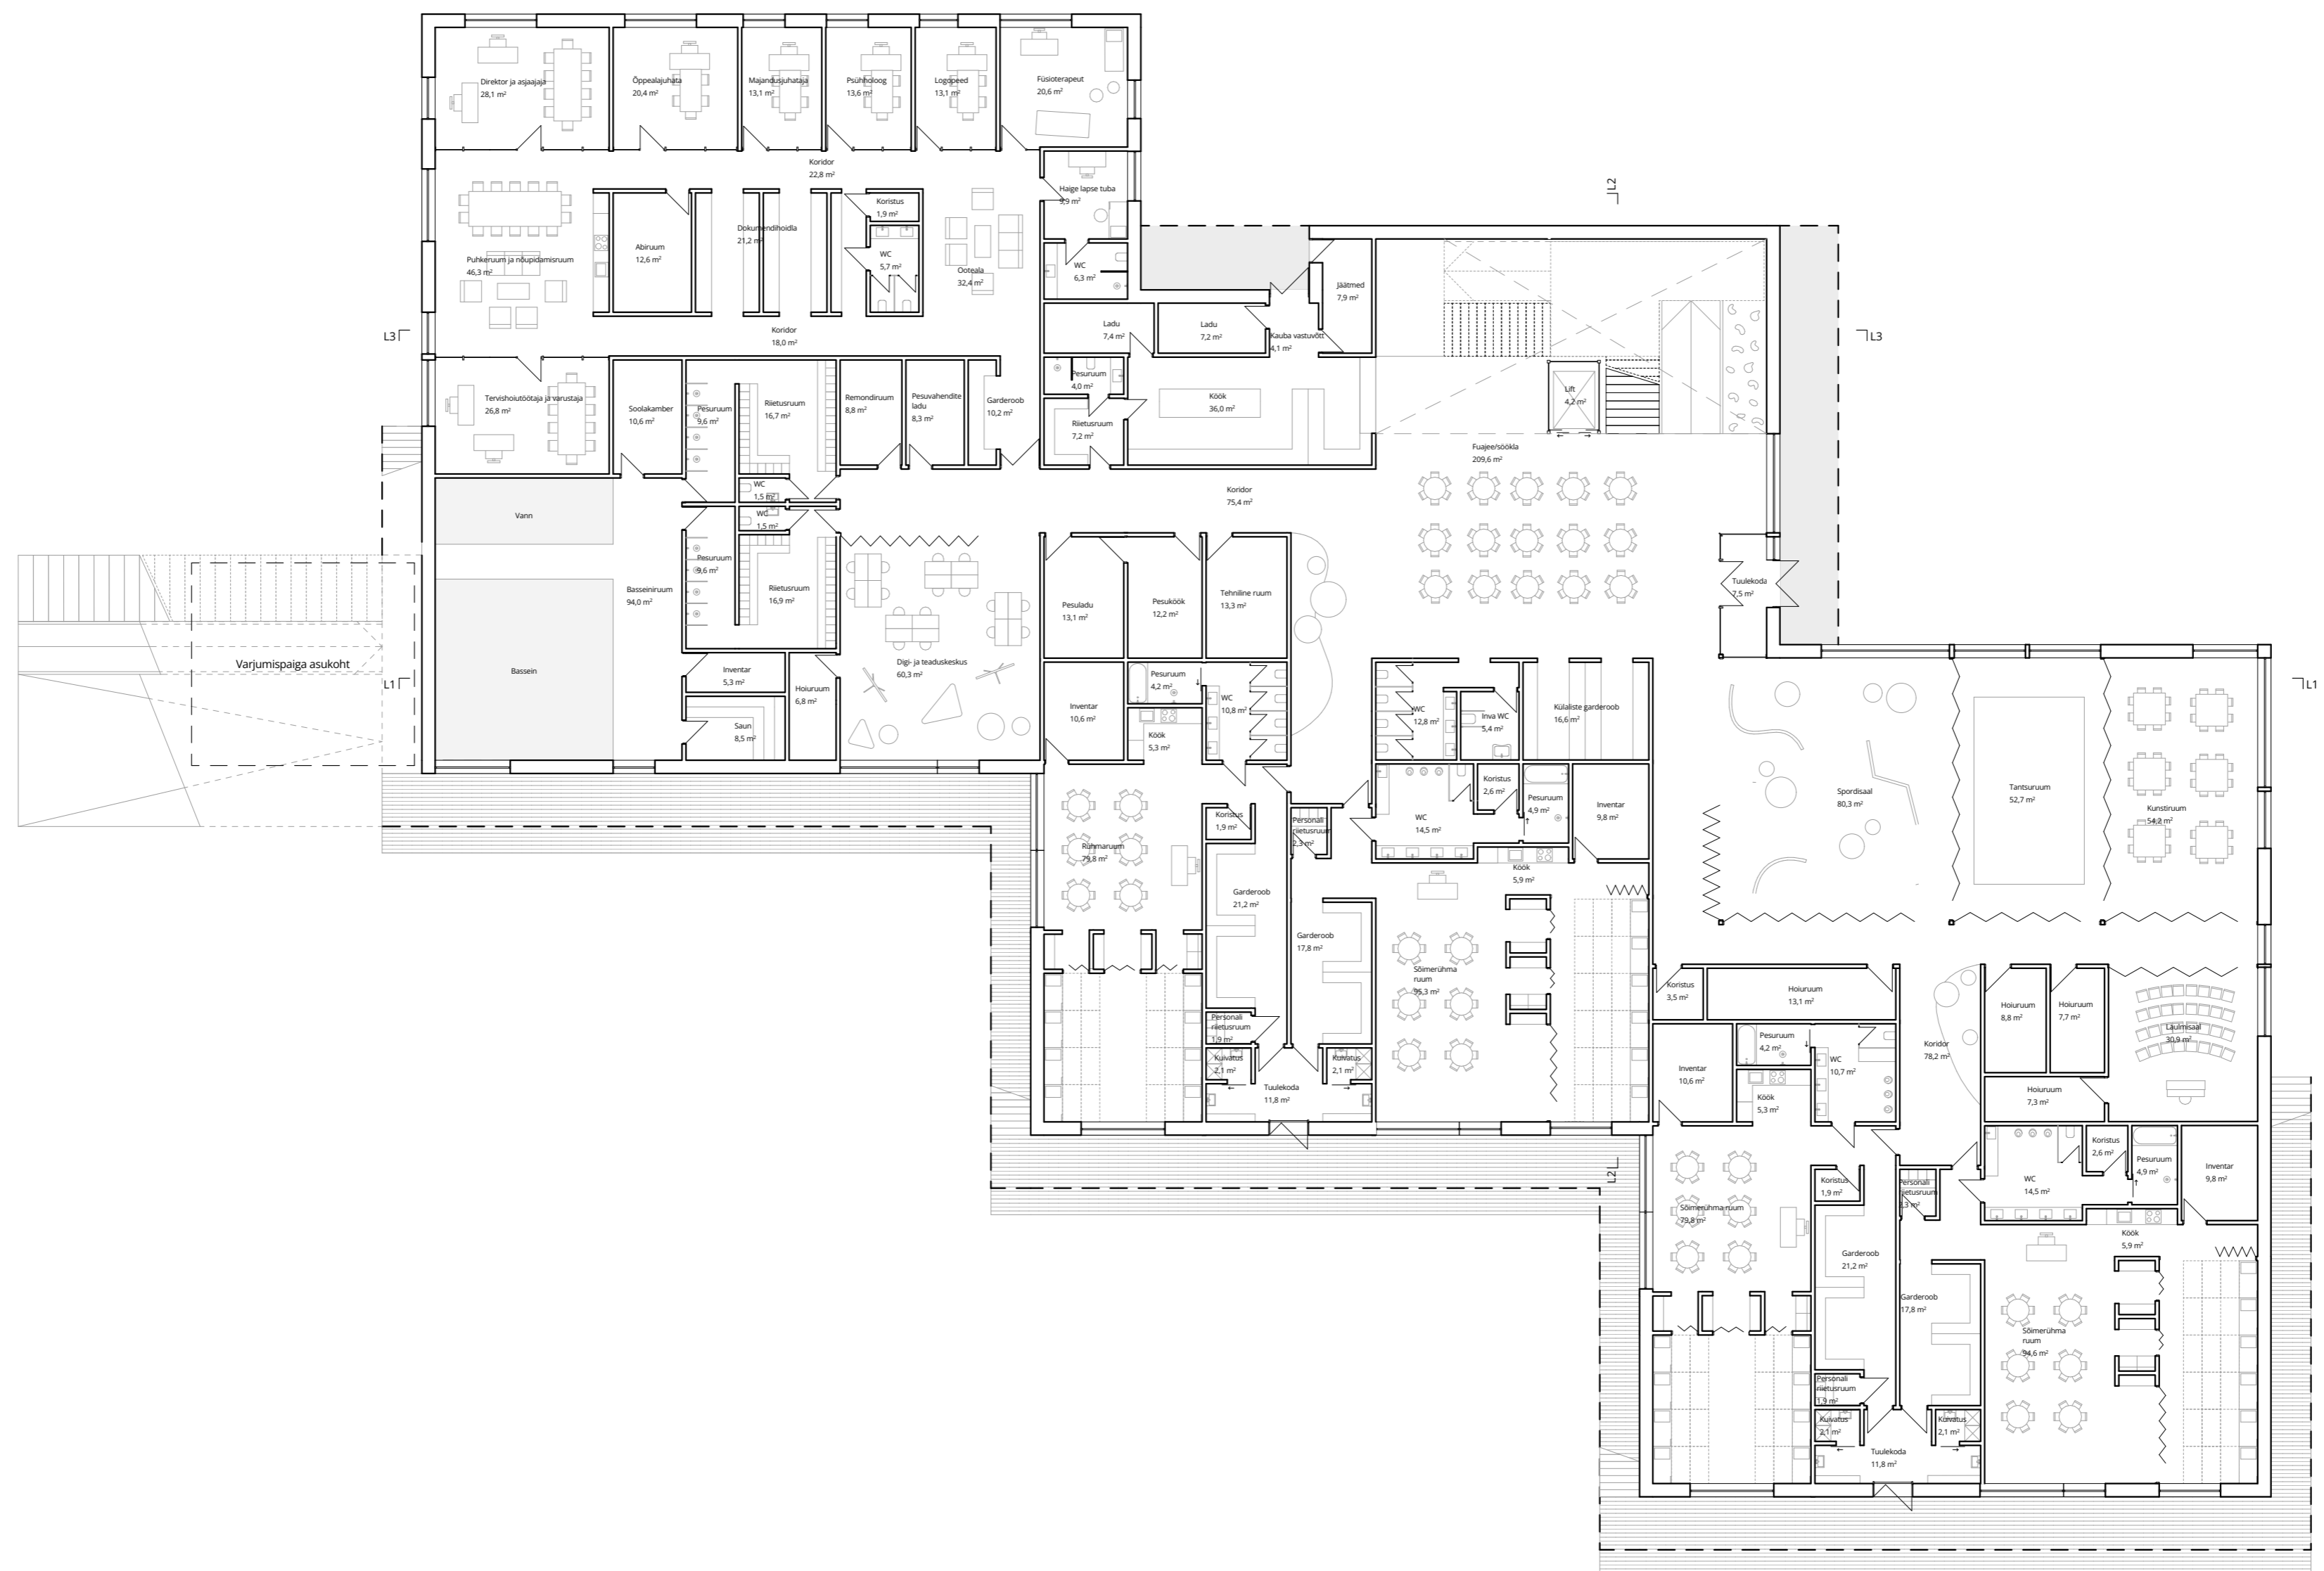 Direktor ja asjaajaja
28,1 m²
Õppealajuhata
20,4 m²
Majandusjuhataja
13,1 m²
Psühholoog
13,6 m²
Logopeed
13,1 m²
Füsioterapeut
20,6 m²
Koridor
22,8 m²
Haige lapse tuba
9,9 m²
Koristus
1,9 m²
Dokumendihoidla
21,2 m²
Abiruum
12,6 m²
Puhkeruum ja nõupidamisruum
46,3 m²
WC
5,7 m²
Ooteala
32,4 m²
WC
6,3 m²
Jäätmed
7,9 m²
L2
L3
Koridor
18,0 m²
Ladu
7,4 m²
Ladu
7,2 m²
Kauba vastuvõtt
4,1 m²
L3
Tervishoiutöötaja ja varustaja
26,8 m²
Soolakamber
10,6 m²
Pesuruum
9,6 m²
Riietusruum
16,7 m²
Remondiruum
8,8 m²
Pesuvahendite
ladu
8,3 m²
Garderoob
10,2 m²
Pesuruum
4,0 m²
Riietusruum
7,2 m²
Köök
36,0 m²
Lift
4,2 m²
Fuajee/söökla
209,6 m²
WC
1,5 m²
Koridor
75,4 m²
WC
1,5 m²
Vann
Pesuruum
9,6 m²
Basseiniruum
94,0 m²
Riietusruum
16,9 m²
Pesuladu
13,1 m²
Pesuköök
12,2 m²
Tehniline ruum
13,3 m²
Tuulekoda
7,5 m²
Varjumispaiga asukoht
L1
Bassein
Inventar
5,3 m²
Hoiuruum
6,8 m²
Saun
8,5 m²
Digi- ja teaduskeskus
60,3 m²
Inventar
10,6 m²
Pesuruum
4,2 m²
Köök
5,3 m²
WC
10,8 m²
WC
12,8 m²
Inva WC
5,4 m²
Külaliste garderoob
16,6 m²
L1
Spordisaal
80,3 m²
Tantsuruum
52,7 m²
Kunstiruum
54,2 m²
Koristus
2,6 m²
Pesuruum
4,9 m²
Inventar
9,8 m²
WC
14,5 m²
Koristus
1,9 m²
Personali
riietusruum
2,3 m²
Rühmaruum
79,8 m²
Köök
5,9 m²
Garderoob
21,2 m²
Garderoob
17,8 m²
Sõimerühma
ruum
95,3 m²
Personali
riietusruum
1,9 m²
Kuivatus
2,1 m²
Kuivatus
2,1 m²
Tuulekoda
11,8 m²
Koristus
3,5 m²
Hoiuruum
13,1 m²
Hoiuruum
8,8 m²
Hoiuruum
7,7 m²
Laulmisaal
30,9 m²
Koridor
78,2 m²
Inventar
10,6 m²
Pesuruum
4,2 m²
WC
10,7 m²
Köök
5,3 m²
Hoiuruum
7,3 m²
L2
Koristus
2,6 m²
Pesuruum
4,9 m²
Inventar
9,8 m²
WC
14,5 m²
Koristus
1,9 m²
Personali
riietusruum
2,3 m²
Sõimerühma ruum
79,8 m²
Köök
5,9 m²
Garderoob
21,2 m²
Garderoob
17,8 m²
Sõimerühma
ruum
94,6 m²
Personali
riietusruum
1,9 m²
Kuivatus
2,1 m²
Kuivatus
2,1 m²
Tuulekoda
11,8 m²